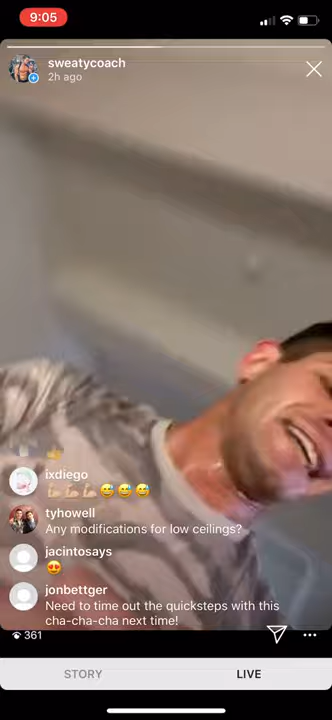 9:05
sweatycoach
2h ago
ixdiego
💪🏼💪🏼💪🏼😅😅😅
tyhowell
Any modifications for low ceilings?
jacintosays
😍
jonbettger
Need to time out the quicksteps with this
cha-cha-cha next time!
361
STORY
LIVE